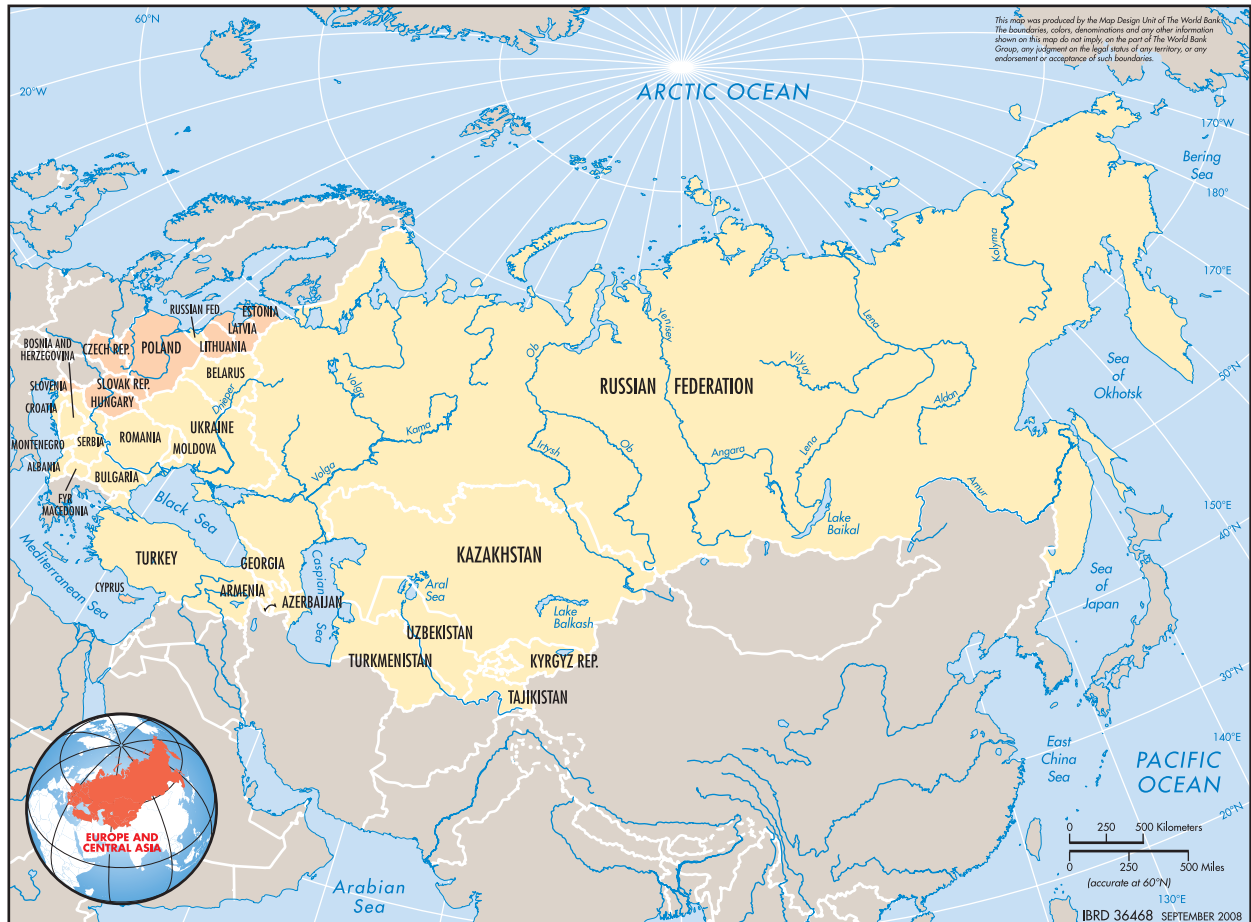 60°N
This map was produced by the Map Design Unit of The World Bank.
The boundaries, colors, denominations and any other information
shown on this map do not imply, on the part of The World Bank
Group, any judgment on the legal status of any territory, or any
endorsement or acceptance of such boundaries.
20°W
ARCTIC OCEAN
170°W
Bering
Sea
180°
Kolyma
170°E
RUSSIAN FED.
ESTONIA
LATVIA
LITHUANIA
BOSNIA AND
HERZEGOVINA
CZECH REP.
POLAND
Yenisey
Lena
Ob
Vilyuy
Sea
of
Okhotsk
50°N
BELARUS
SLOVENIA
SLOVAK REP.
HUNGARY
Dnieper
Volga
RUSSIAN FEDERATION
Aldan
CROATIA
UKRAINE
Kama
MONTENEGRO
SERBIA
ROMANIA
MOLDOVA
Irtysh
Ob
Angara
Lena
ALBANIA
BULGARIA
Volga
Amur
FYR
MACEDONIA
Black Sea
150°E
Lake
Baikal
40°N
Mediterranean Sea
TURKEY
GEORGIA
KAZAKHSTAN
CYPRUS
ARMENIA
AZERBAIJAN
Caspian
Sea
Aral
Sea
Lake
Balkash
Sea
of
Japan
UZBEKISTAN
TURKMENISTAN
KYRGYZ REP.
30°N
TAJIKISTAN
140°E
East
China
Sea
PACIFIC
OCEAN
20°N
EUROPE AND
CENTRAL ASIA
0 250 500 Kilometers
0 250 500 Miles
(accurate at 60°N)
Arabian
Sea
130°E
IBRD 36468 SEPTEMBER 2008